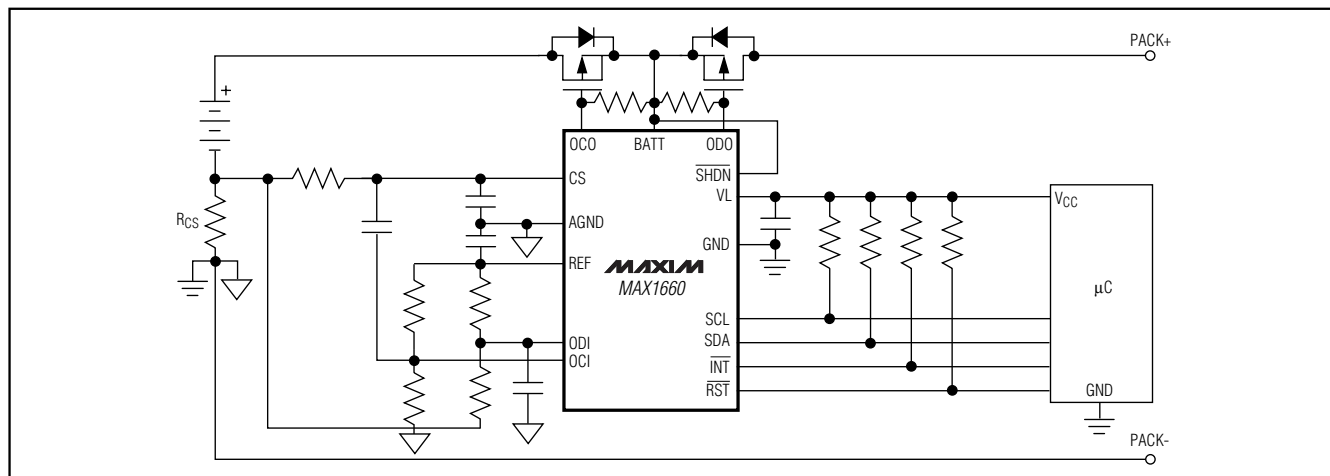 PACK+
+
OCO
BATT
ODO
SHDN
CS
VL
VCC
RCS
AGND
GND
REF
MAXIM
MAX1660
µC
SCL
ODI
SDA
OCI
INT
RST
GND
PACK-